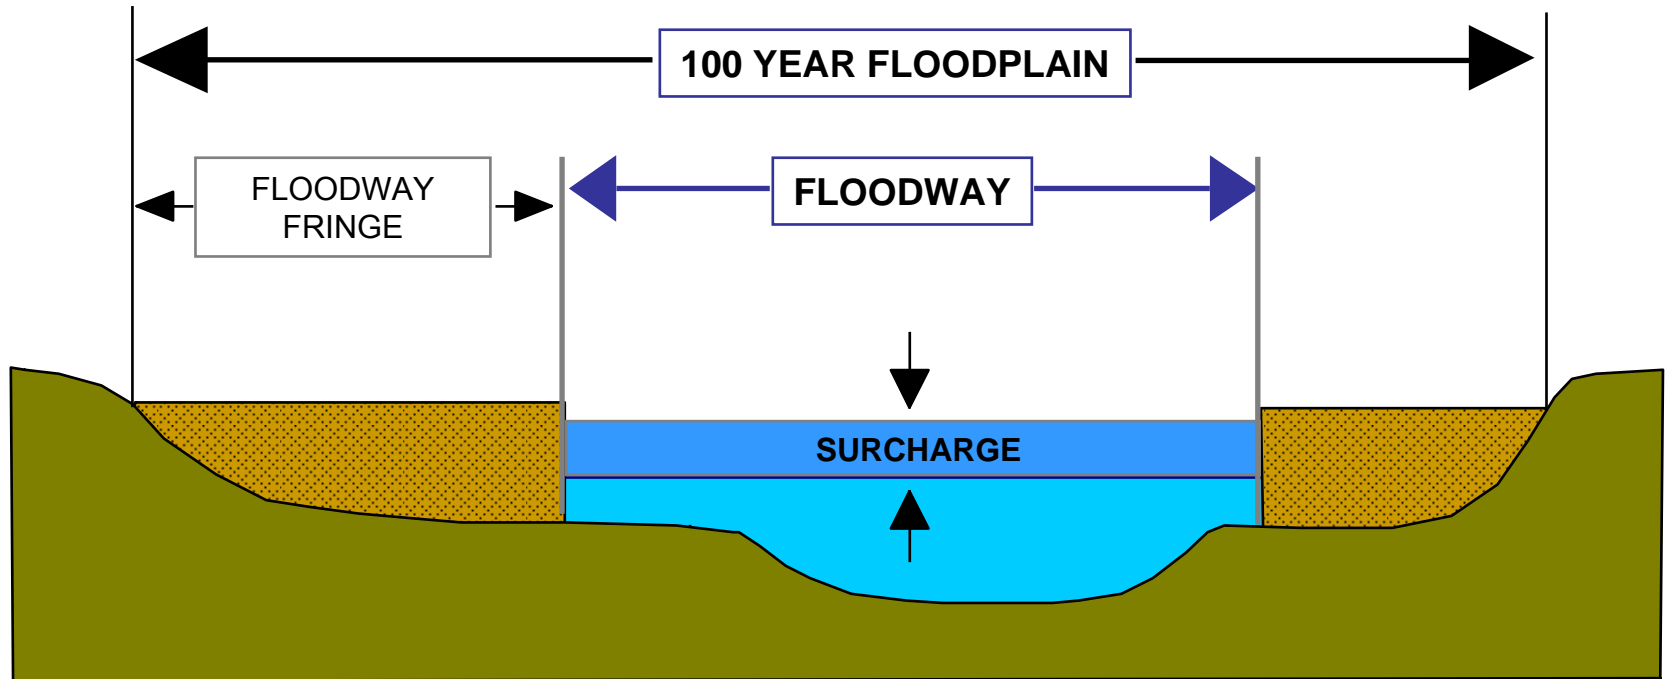 100 YEAR FLOODPLAIN
FLOODWAY
FRINGE
FLOODWAY
SURCHARGE